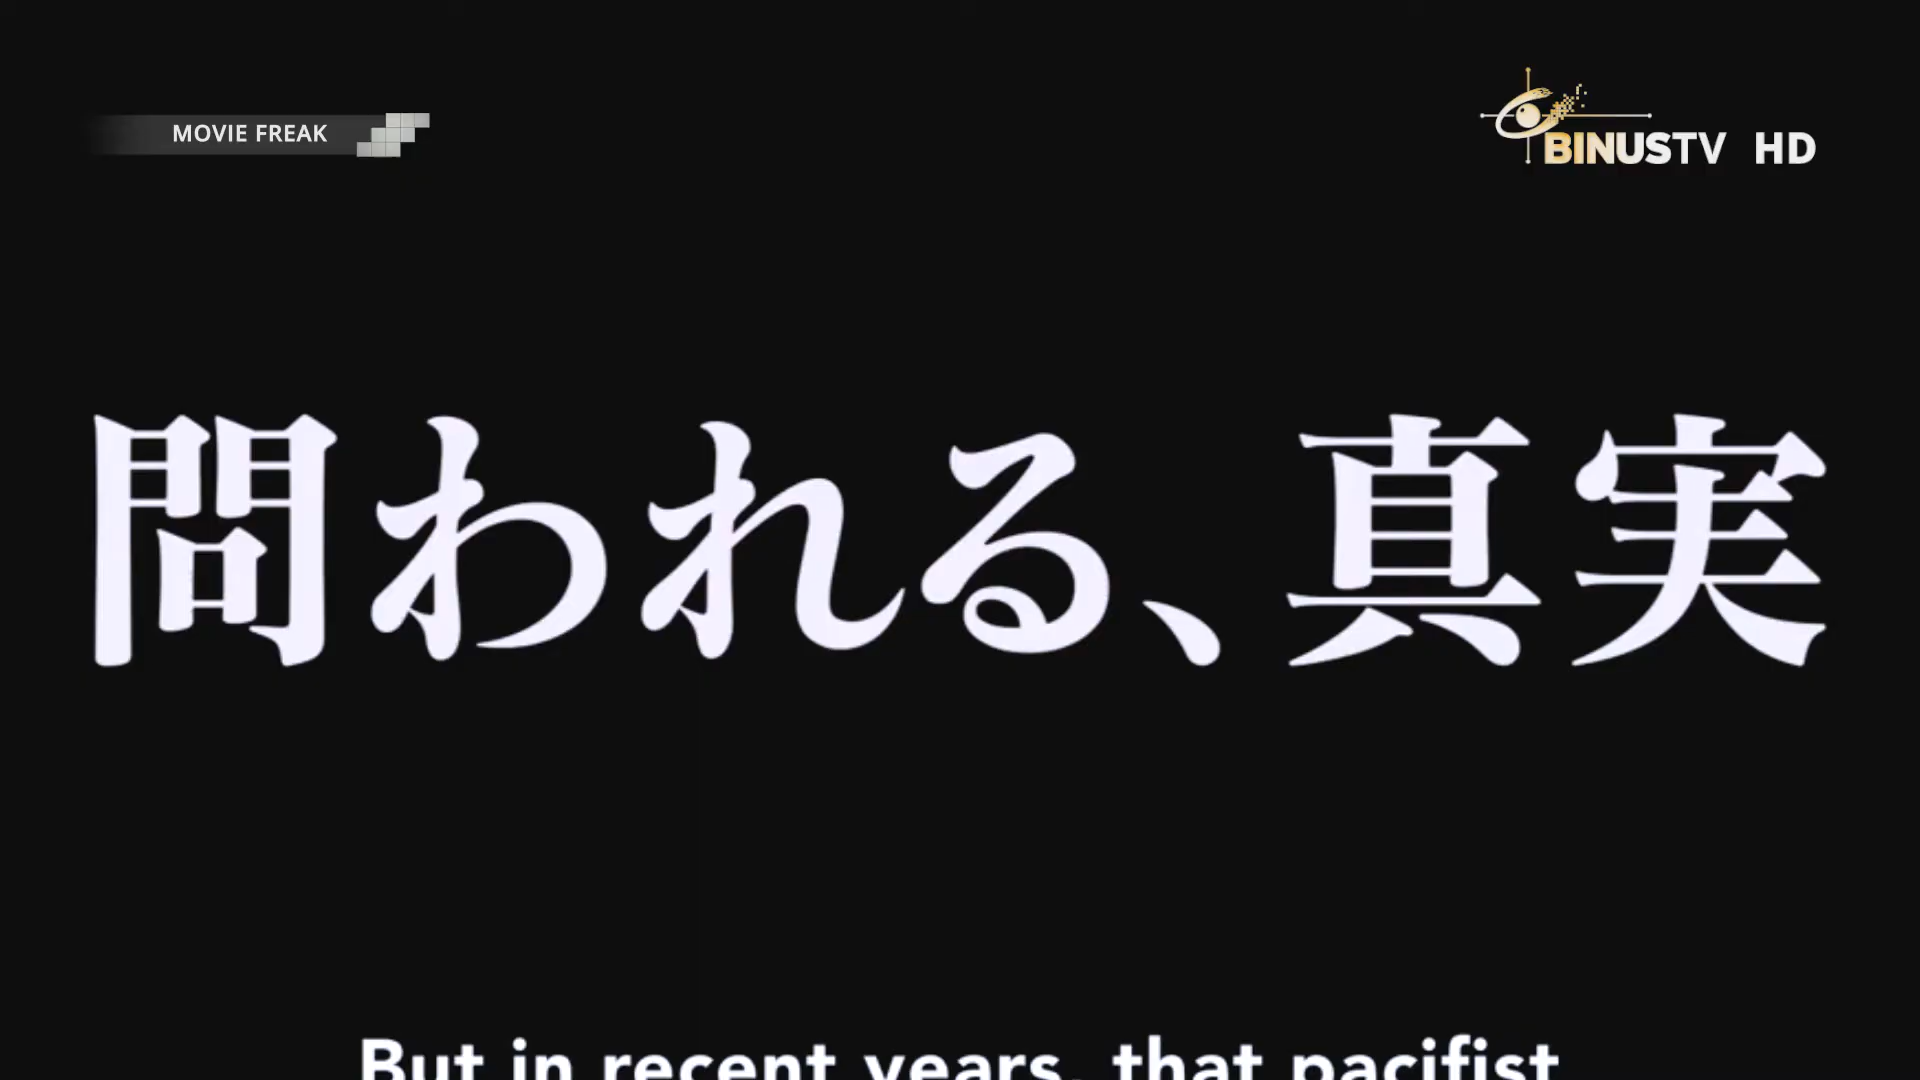 MOVIE FREAK
BINUSTV HD
問われる、真実
But in recent years, that pacifist